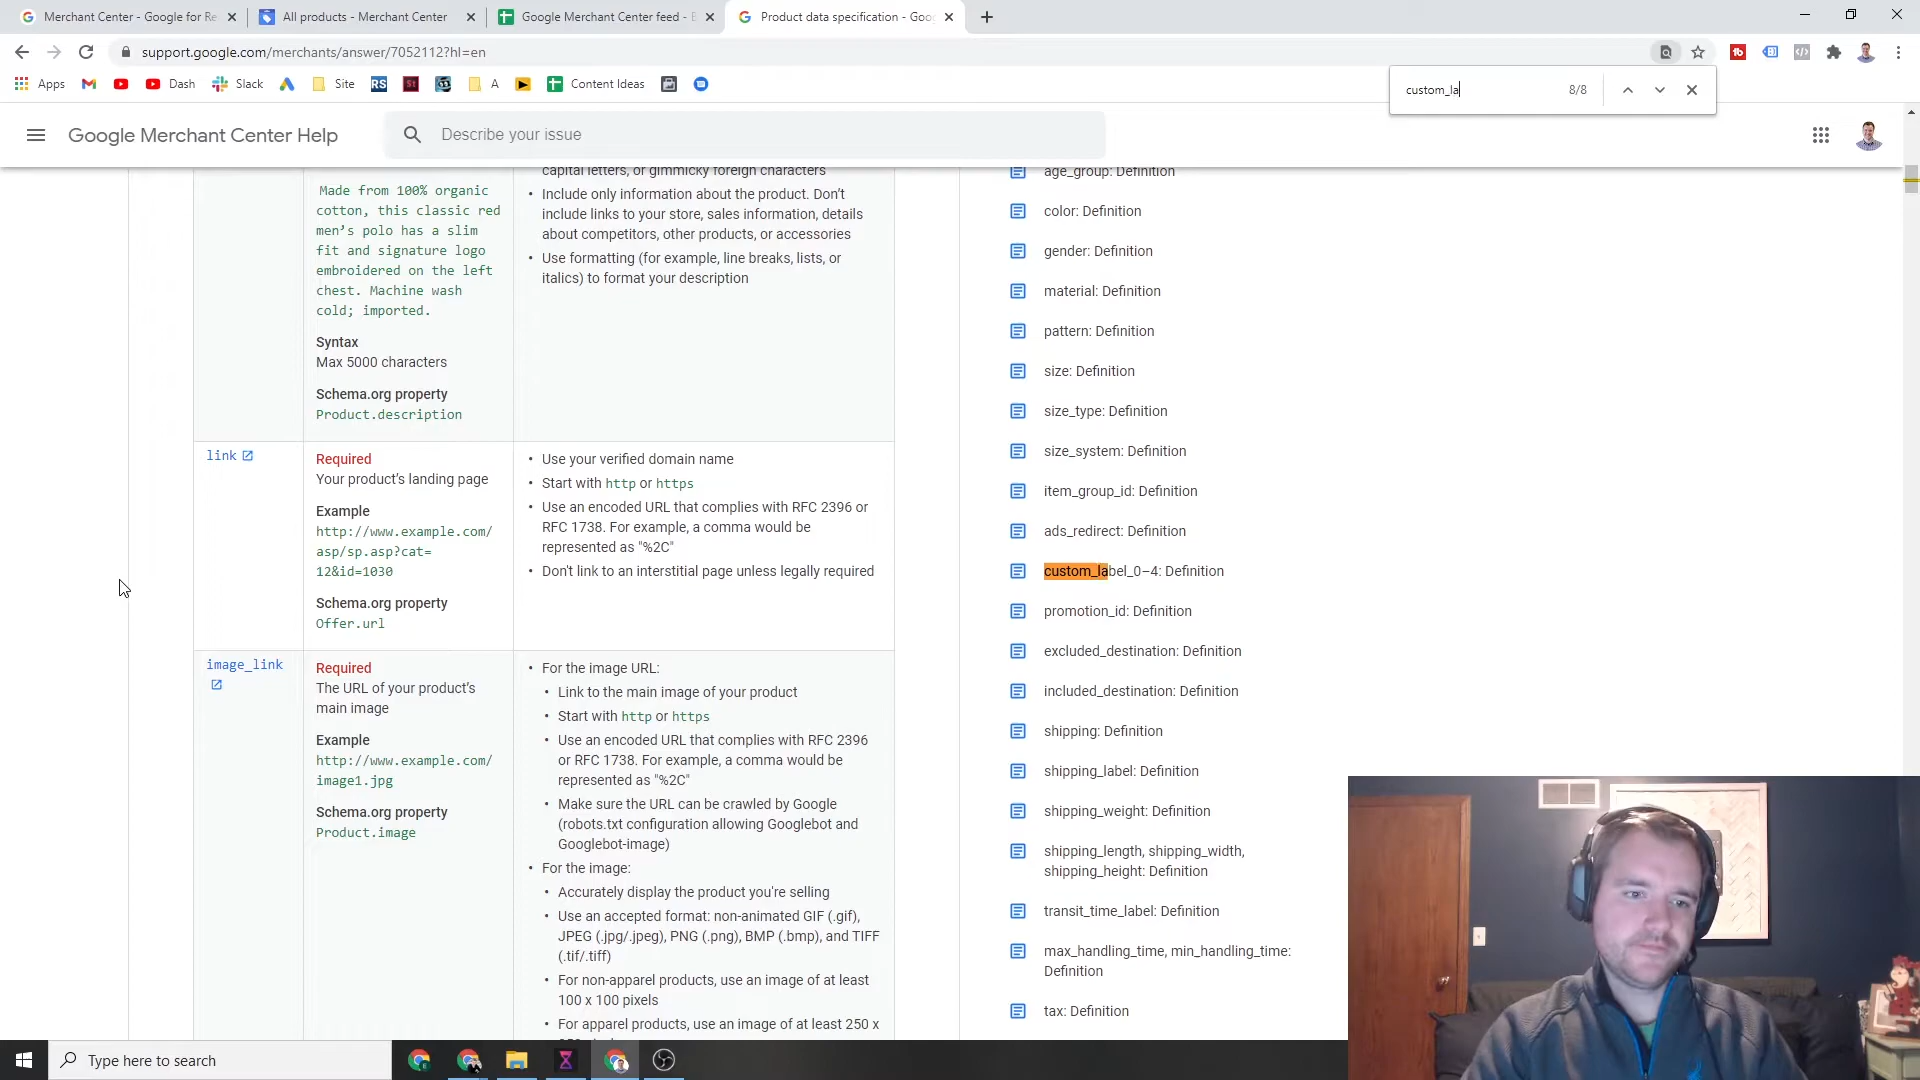 Merchant Center - Google for Re
All products - Merchant Center
Google Merchant Center feed -
Product data specification - Goo
support.google.com/merchants/answer/7052112?hl=en
Apps
Dash
Slack
Site
RS
St
A
Content Ideas
custom_la
8/8
Google Merchant Center Help
Describe your issue
Made from 100% organic
cotton, this classic red
men’s polo has a slim
fit and signature logo
embroidered on the left
chest. Machine wash
cold; imported.
Syntax
Max 5000 characters
Schema.org property
Product.description
capital letters, or gimmicky foreign characters
• Include only information about the product. Don’t
include links to your store, sales information, details
about competitors, other products, or accessories
• Use formatting (for example, line breaks, lists, or
italics) to format your description
link
Required
Your product’s landing page
Example
http://www.example.com/
asp/sp.asp?cat=
12&id=1030
Schema.org property
Offer.url
• Use your verified domain name
• Start with http or https
• Use an encoded URL that complies with RFC 2396 or
RFC 1738. For example, a comma would be
represented as "%2C"
• Don't link to an interstitial page unless legally required
image_link
Required
The URL of your product’s
main image
Example
http://www.example.com/
image1.jpg
Schema.org property
Product.image
• For the image URL:
• Link to the main image of your product
• Start with http or https
• Use an encoded URL that complies with RFC 2396
or RFC 1738. For example, a comma would be
represented as "%2C"
• Make sure the URL can be crawled by Google
(robots.txt configuration allowing Googlebot and
Googlebot-image)
• For the image:
• Accurately display the product you're selling
• Use an accepted format: non-animated GIF (.gif),
JPEG (.jpg/.jpeg), PNG (.png), BMP (.bmp), and TIFF
(.tif/.tiff)
• For non-apparel products, use an image of at least
100 x 100 pixels
• For apparel products, use an image of at least 250 x
age_group: Definition
color: Definition
gender: Definition
material: Definition
pattern: Definition
size: Definition
size_type: Definition
size_system: Definition
item_group_id: Definition
ads_redirect: Definition
custom_label_0–4: Definition
promotion_id: Definition
excluded_destination: Definition
included_destination: Definition
shipping: Definition
shipping_label: Definition
shipping_weight: Definition
shipping_length, shipping_width,
shipping_height: Definition
transit_time_label: Definition
max_handling_time, min_handling_time:
Definition
tax: Definition
Type here to search